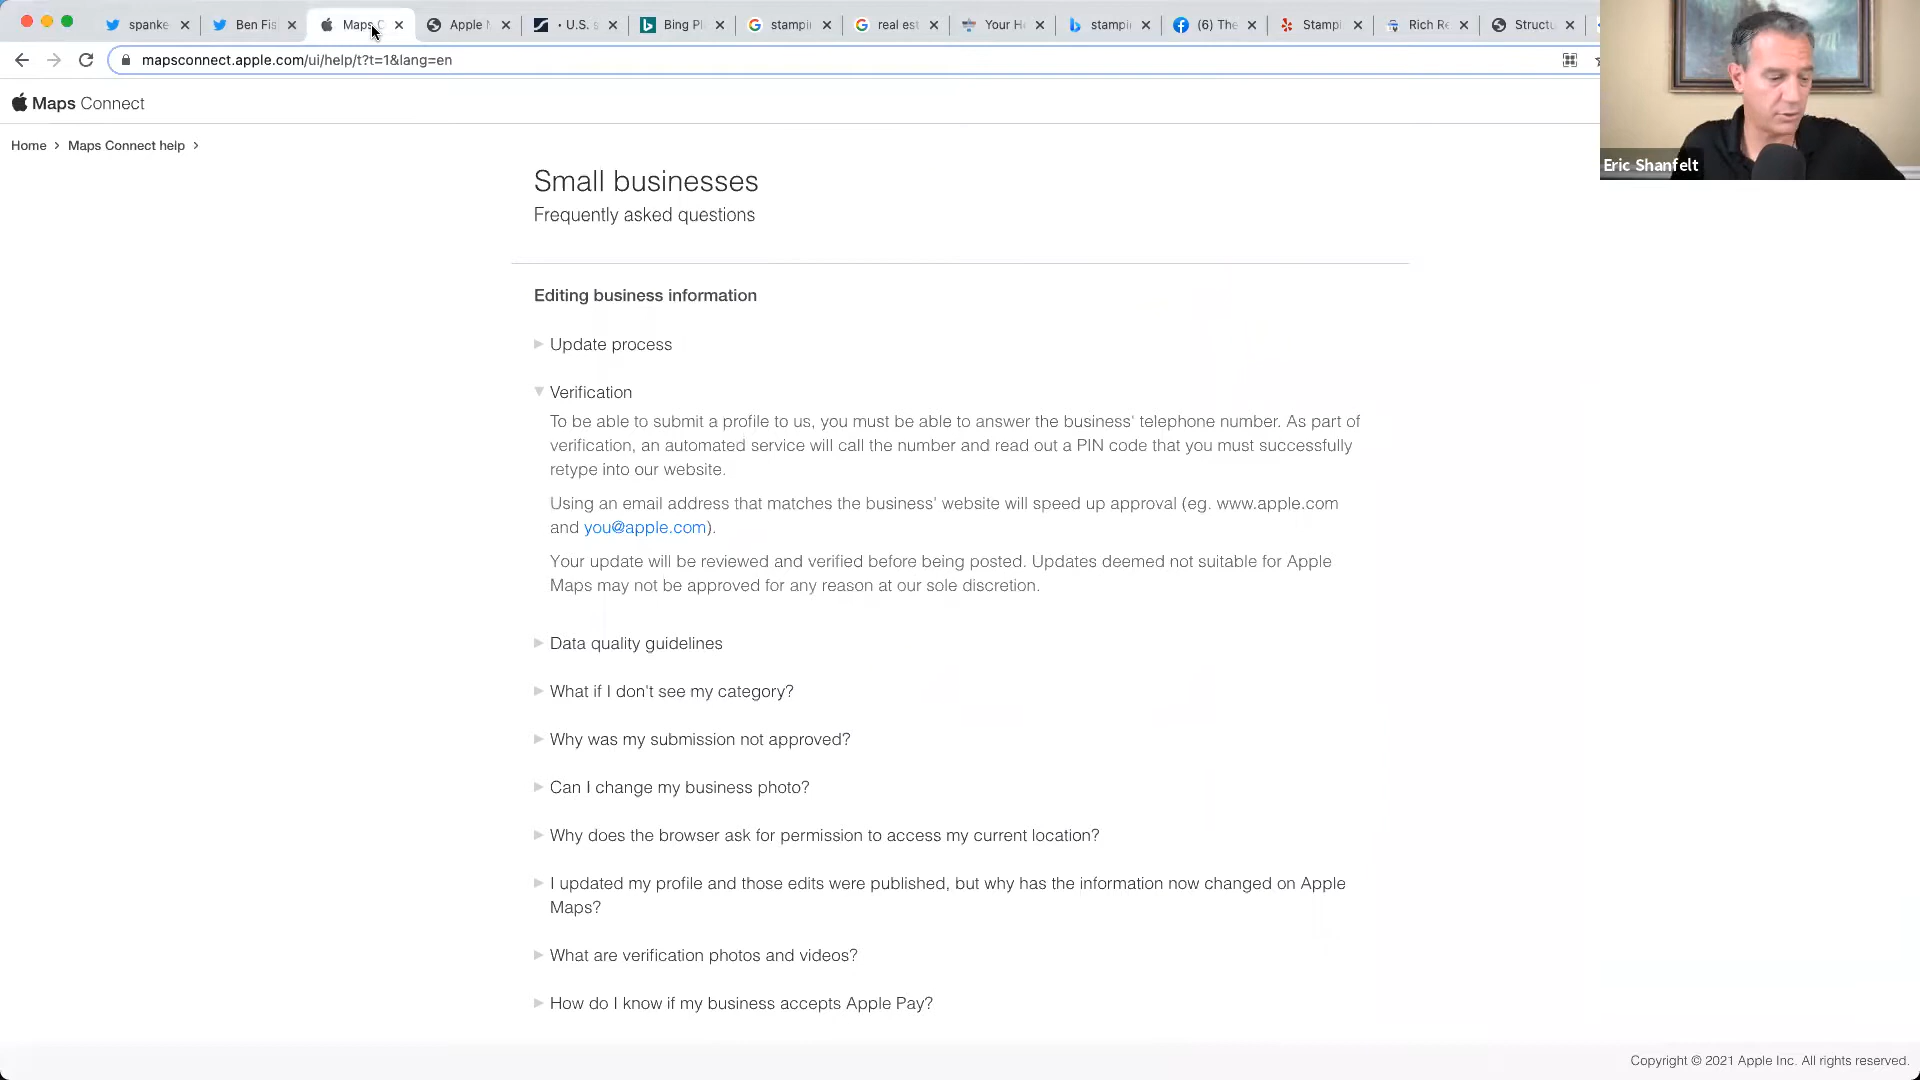 spanke
Ben Fis
Maps C
Apple
U.S. s
Bing Pl
stampin
real est
Your H
stampi
(6) The
Stampl
Rich Re
Structu
mapsconnect.apple.com/ui/help/t?t=1&lang=en
Maps Connect
Home > Maps Connect help >
Eric Shanfelt
Small businesses
Frequently asked questions
Editing business information
Update process
Verification
To be able to submit a profile to us, you must be able to answer the business' telephone number. As part of
verification, an automated service will call the number and read out a PIN code that you must successfully
retype into our website.
Using an email address that matches the business' website will speed up approval (eg. www.apple.com
and you@apple.com).
Your update will be reviewed and verified before being posted. Updates deemed not suitable for Apple
Maps may not be approved for any reason at our sole discretion.
Data quality guidelines
What if I don't see my category?
Why was my submission not approved?
Can I change my business photo?
Why does the browser ask for permission to access my current location?
I updated my profile and those edits were published, but why has the information now changed on Apple
Maps?
What are verification photos and videos?
How do I know if my business accepts Apple Pay?
Copyright © 2021 Apple Inc. All rights reserved.